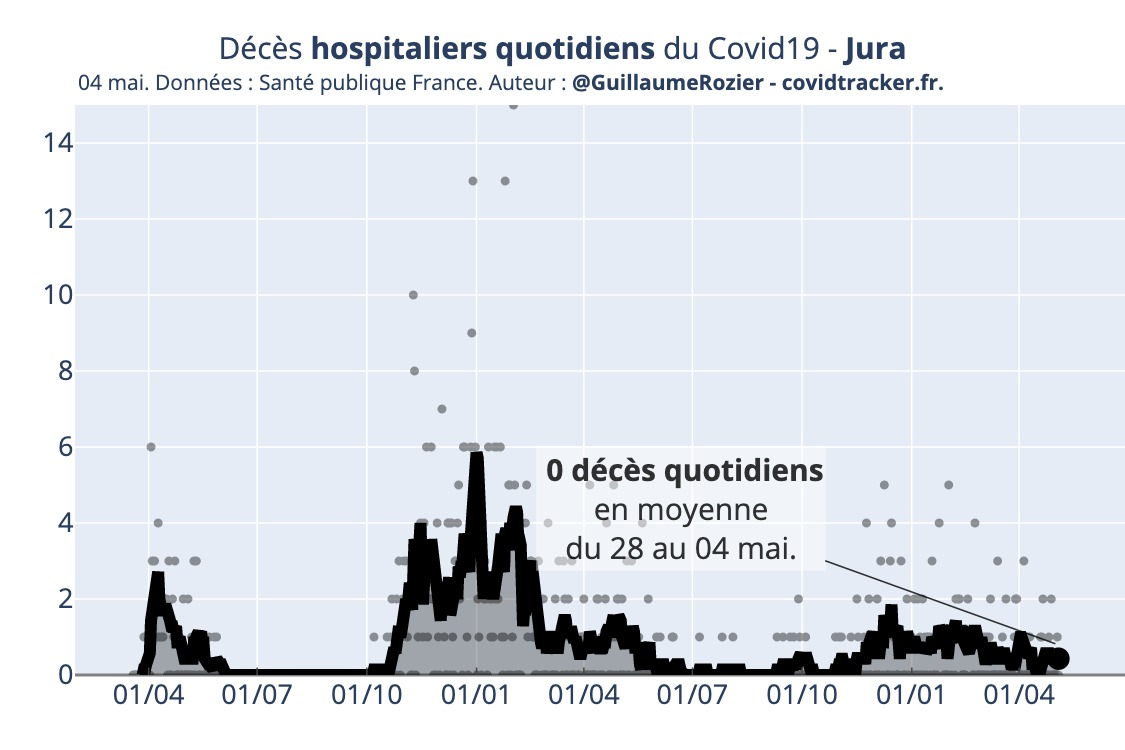 Décès hospitaliers quotidiens du Covid19 - Jura
04 mai. Données : Santé publique France. Auteur : @GuillaumeRozier - covidtracker.fr.
14
12
10
8
6
4
2
0
0 décès quotidiens
en moyenne
du 28 au 04 mai.
01/04 01/07 01/10 01/01 01/04 01/07 01/10 01/01 01/04